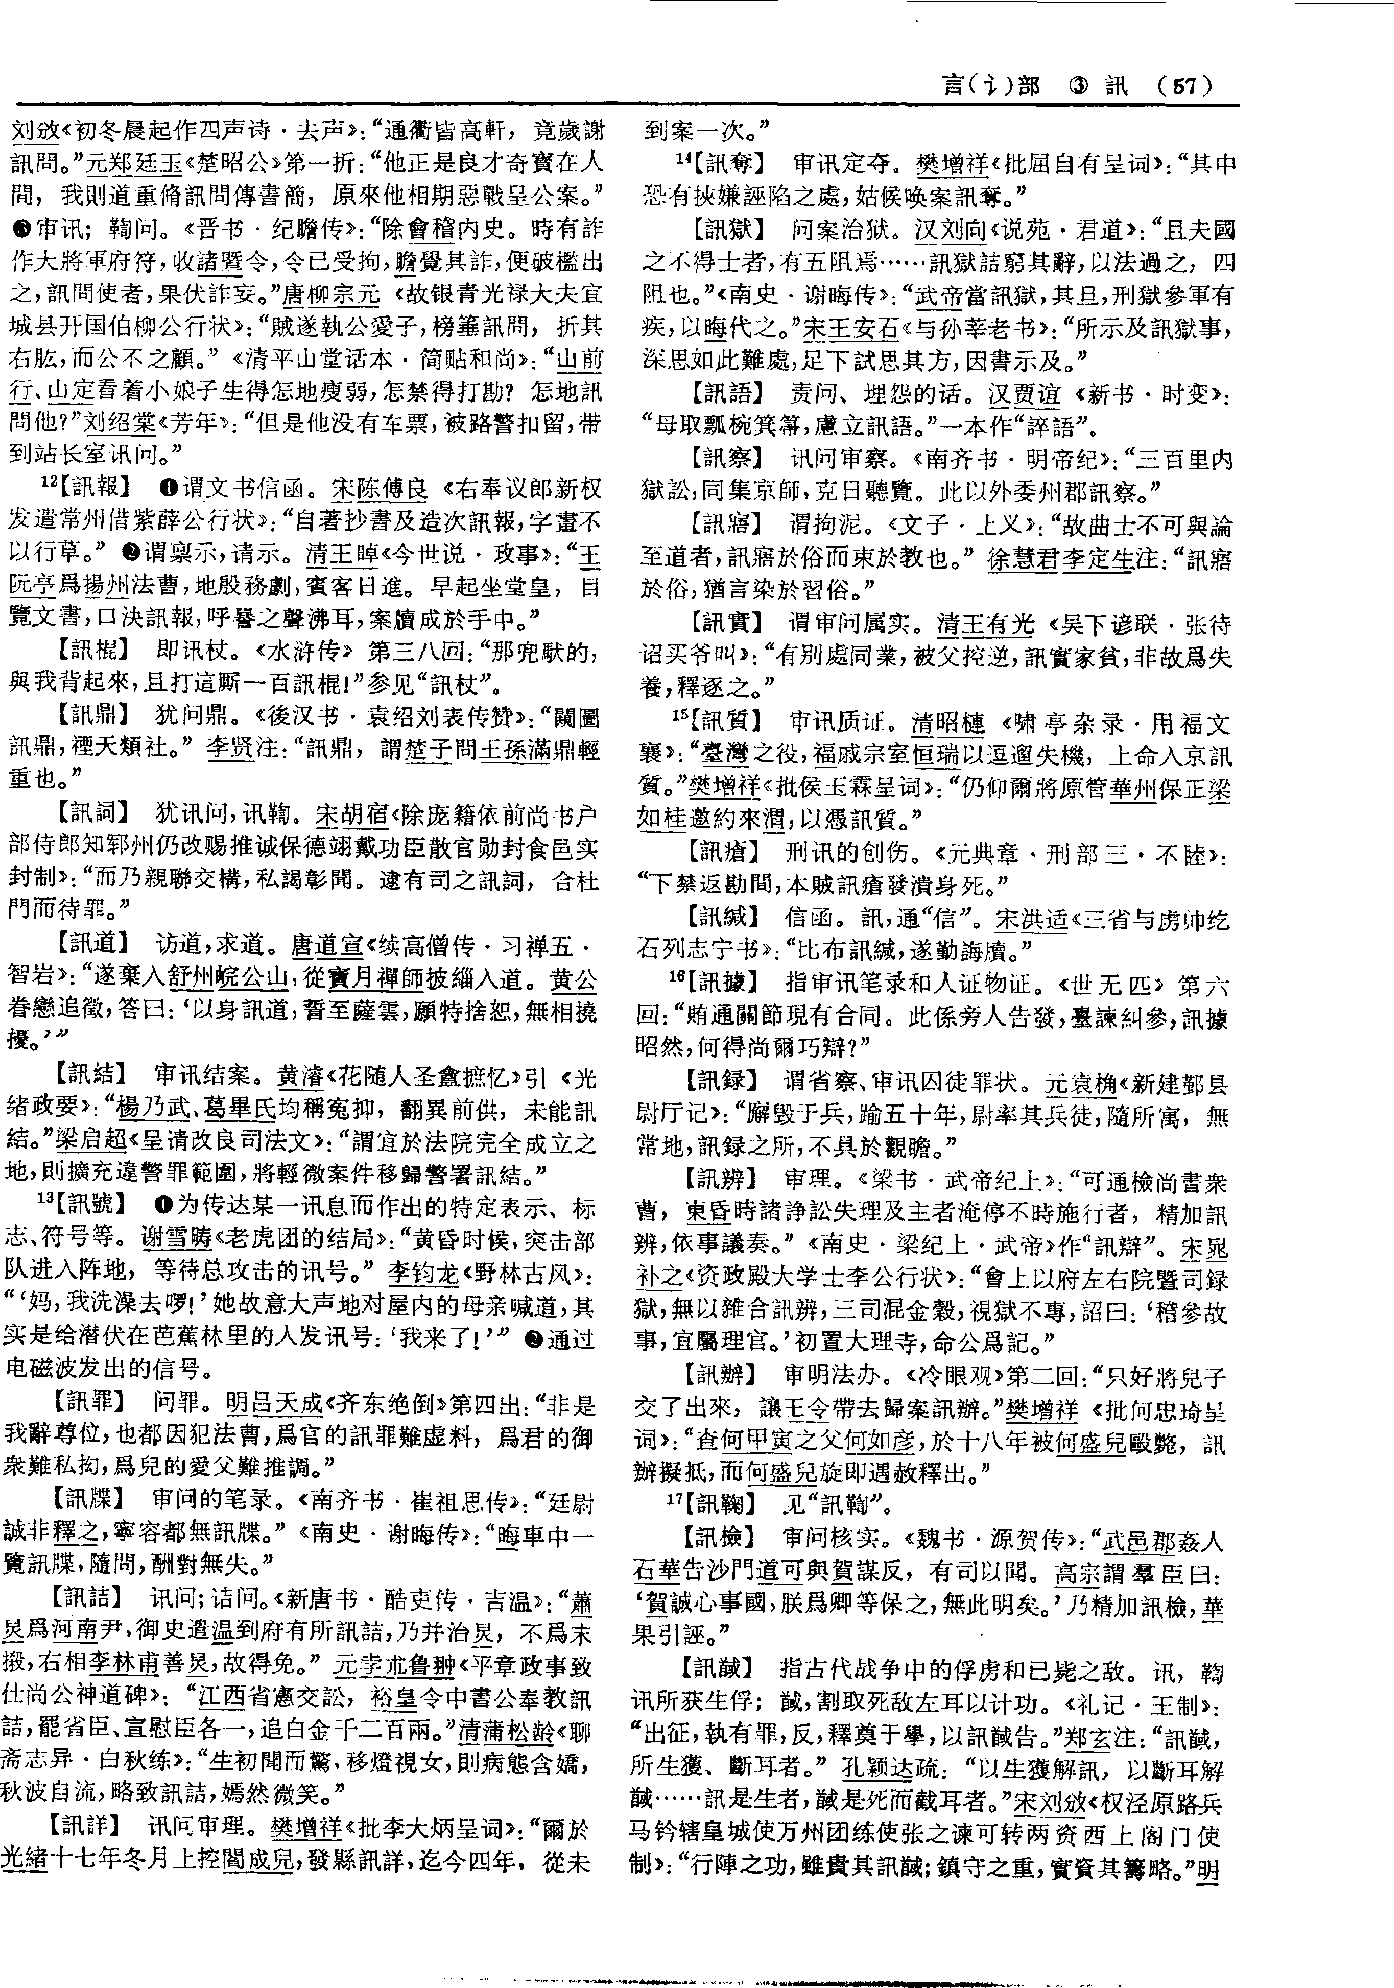 言(讠)部 ③ 訊 (57)
刘攽《初冬晨起作四声诗·去声》：“通衢皆高軒，竟歲謝
訊問。”元郑廷玉《楚昭公》第一折：“他正是良才奇寶在人
間，我則道重脩訊問傳書簡，原來他相期惡戰呈公案。”
❸审讯；鞫问。《晋书·纪瞻传》：“除會稽内史。時有詐
作大將軍府符，收諸暨令，令已受拘，瞻覺其詐，便破檻出
之，訊問使者，果伏詐妄。”唐柳宗元《故银青光禄大夫宜
城县开国伯柳公行状》：“賊遂執公愛子，榜箠訊問，折其
右肱，而公不之顧。”《清平山堂话本·简贴和尚》：“山前
行、山定看着小娘子生得怎地瘦弱，怎禁得打勘？怎地訊
問他？”刘绍棠《芳年》：“但是他没有车票，被路警扣留，带
到站长室讯问。”
12【訊報】 ❶谓文书信函。宋陈傅良《右奉议郎新权
发遣常州借紫薛公行状》：“自著抄書及造次訊報，字畫不
以行草。”❷谓禀示，请示。清王晫《今世说·政事》：“王
阮亭爲揚州法曹，地殷務劇，賓客日進。早起坐堂皇，目
覽文書，口決訊報，呼謈之聲沸耳，案牘成於手中。”
【訊棍】 即讯杖。《水浒传》第三八回：“那兜馱的，
與我背起來，且打這厮一百訊棍！”参见“訊杖”。
【訊鼎】 犹问鼎。《後汉书·袁绍刘表传赞》：“闚圖
訊鼎，禋天類社。”李贤注：“訊鼎，謂楚子問王孫滿鼎輕
重也。”
【訊詞】 犹讯问，讯鞫。宋胡宿《除庞籍依前尚书户
部侍郎知郓州仍改赐推诚保德翊戴功臣散官勋封食邑实
封制》：“而乃親聯交構，私謁彰聞。逮有司之訊詞，合杜
門而待罪。”
【訊道】 访道，求道。唐道宣《续高僧传·习禅五·
智岩》：“遂棄入舒州皖公山，從寶月禪師披緇入道。黄公
眷戀追徵，答曰：‘以身訊道，誓至薩雲，願特捨恕，無相撓
擾。’”
【訊結】 审讯结案。黄濬《花随人圣盦摭忆》引《光
绪政要》：“楊乃武、葛畢氏均稱冤抑，翻異前供，未能訊
結。”梁启超《呈请改良司法文》：“謂宜於法院完全成立之
地，則擴充違警罪範圍，將輕微案件移歸警署訊結。”
13【訊號】 ❶为传达某一讯息而作出的特定表示、标
志、符号等。谢雪畴《老虎团的结局》：“黄昏时候，突击部
队进入阵地，等待总攻击的讯号。”李钧龙《野林古风》：
“‘妈，我洗澡去啰！’她故意大声地对屋内的母亲喊道，其
实是给潜伏在芭蕉林里的人发讯号：‘我来了！’”❷通过
电磁波发出的信号。
【訊罪】 问罪。明吕天成《齐东绝倒》第四出：“非是
我辭尊位，也都因犯法曹，爲官的訊罪難虚料，爲君的御
衆難私拗，爲兒的愛父難推調。”
【訊牒】 审问的笔录。《南齐书·崔祖思传》：“廷尉
誠非釋之，寧容都無訊牒。”《南史·谢晦传》：“晦車中一
覽訊牒，隨問，酬對無失。”
【訊詰】 讯问；诘问。《新唐书·酷吏传·吉温》：“蕭
炅爲河南尹，御史遣温到府有所訊詰，乃并治炅，不爲末
摋，右相李林甫善炅，故得免。”元孛朮鲁翀《平章政事致
仕尚公神道碑》：“江西省憲交訟，裕皇令中書公奉教訊
詰，罷省臣、宣慰臣各一，追白金千二百兩。”清蒲松龄《聊
斋志异·白秋练》：“生初聞而驚，移燈視女，則病態含嬌，
秋波自流，略致訊詰，嫣然微笑。”
【訊詳】 讯问审理。樊增祥《批李大炳呈词》：“爾於
光緒十七年冬月上控閻成兒，發縣訊詳，迄今四年，從未
到案一次。”
14【訊奪】 审讯定夺。樊增祥《批屈自有呈词》：“其中
恐有挾嫌誣陷之處，姑候唤案訊奪。”
【訊獄】 问案治狱。汉刘向《说苑·君道》：“且夫國
之不得士者，有五阻焉……訊獄詰窮其辭，以法過之，四
阻也。”《南史·谢晦传》：“武帝當訊獄，其旦，刑獄參軍有
疾，以晦代之。”宋王安石《与孙莘老书》：“所示及訊獄事，
深思如此難處，足下試思其方，因書示及。”
【訊語】 责问、埋怨的话。汉贾谊《新书·时变》：
“母取瓢椀箕箒，慮立訊語。”一本作“誶語”。
【訊察】 讯问审察。《南齐书·明帝纪》：“三百里内
獄訟，同集京師，克日聽覽。此以外委州郡訊察。”
【訊寤】 谓拘泥。《文子·上义》：“故曲士不可與論
至道者，訊寤於俗而束於教也。”徐慧君李定生注：“訊寤
於俗，猶言染於習俗。”
【訊實】 谓审问属实。清王有光《吴下谚联·张待
诏买爷叫》：“有别處同業，被父控逆，訊實家貧，非故爲失
養，釋逐之。”
15【訊質】 审讯质证。清昭梿《啸亭杂录·用福文
襄》：“臺灣之役，福戚宗室恒瑞以逗遛失機，上命入京訊
質。”樊增祥《批侯玉霖呈词》：“仍仰爾將原管華州保正梁
如桂邀約來渭，以憑訊質。”
【訊瘡】 刑讯的创伤。《元典章·刑部三·不睦》：
“下禁返勘間，本賊訊瘡發潰身死。”
【訊緘】 信函。訊，通“信”。宋洪适《三省与虏帅纥
石列志宁书》：“比布訊緘，遂勤誨牘。”
16【訊據】 指审讯笔录和人证物证。《世无匹》第六
回：“賄通關節現有合同。此係旁人告發，臺諫糾參，訊據
昭然，何得尚爾巧辯？”
【訊録】 谓省察、审讯囚徒罪状。元袁桷《新建鄞县
尉厅记》：“廨毁于兵，踰五十年，尉率其兵徒，隨所寓，無
常地，訊録之所，不具於觀瞻。”
【訊辨】 审理。《梁书·武帝纪上》：“可通檢尚書衆
曹，東昏時諸諍訟失理及主者淹停不時施行者，精加訊
辨，依事議奏。”《南史·梁纪上·武帝》作“訊辯”。宋晁
补之《资政殿大学士李公行状》：“會上以府左右院暨司録
獄，無以雜合訊辨，三司混金穀，視獄不專，詔曰：‘稽參故
事，宜屬理官。’初置大理寺，命公爲記。”
【訊辦】 审明法办。《冷眼观》第二回：“只好將兒子
交了出來，讓王令帶去歸案訊辦。”樊增祥《批何忠琦呈
词》：“查何甲寅之父何如彦，於十八年被何盛兒毆斃，訊
辦擬抵，而何盛兒旋即遇赦釋出。”
17【訊鞠】 见“訊鞫”。
【訊檢】 审问核实。《魏书·源贺传》：“武邑郡姦人
石華告沙門道可與賀謀反，有司以聞。高宗謂羣臣曰：
‘賀誠心事國，朕爲卿等保之，無此明矣。’乃精加訊檢，華
果引誣。”
【訊馘】 指古代战争中的俘虏和已毙之敌。讯，鞫
讯所获生俘；馘，割取死敌左耳以计功。《礼记·王制》：
“出征，執有罪，反，釋奠于學，以訊馘告。”郑玄注：“訊馘，
所生獲、斷耳者。”孔颖达疏：“以生獲解訊，以斷耳解
馘……訊是生者，馘是死而截耳者。”宋刘攽《权泾原路兵
马钤辖皇城使万州团练使张之谏可转两资西上阁门使
制》：“行陣之功，雖貴其訊馘；鎮守之重，實資其籌略。”明